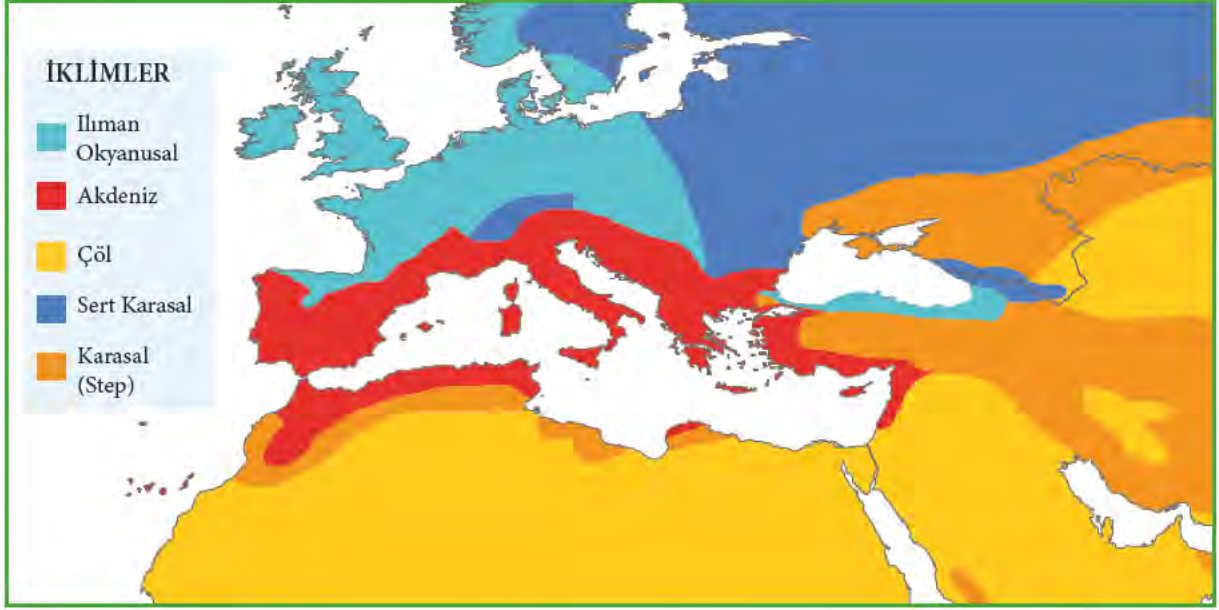 İKLİMLER
Ilıman
Okyanusal
Akdeniz
Çöl
Sert Karasal
Karasal
(Step)